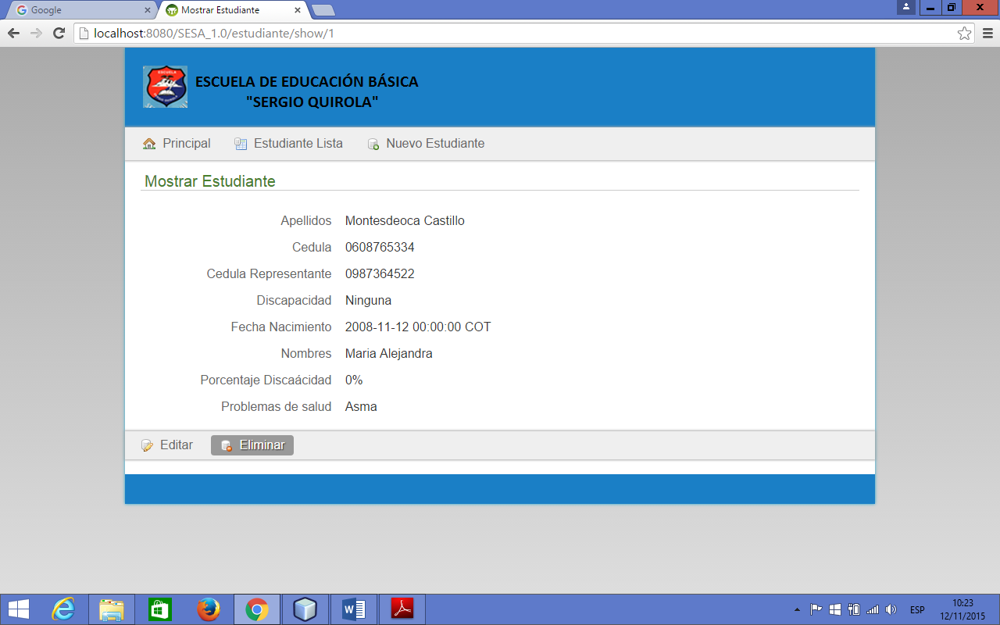 Google
Mostrar Estudiante
localhost:8080/SESA_1.0/estudiante/show/1
ESCUELA
ESCUELA DE EDUCACIÓN BÁSICA
"SERGIO QUIROLA"
Principal Estudiante Lista Nuevo Estudiante
Mostrar Estudiante
Apellidos Montesdeoca Castillo
Cedula 0608765334
Cedula Representante 0987364522
Discapacidad Ninguna
Fecha Nacimiento 2008-11-12 00:00:00 COT
Nombres Maria Alejandra
Porcentaje Discaácidad 0%
Problemas de salud Asma
Editar Eliminar
ESP
10:23
12/11/2015